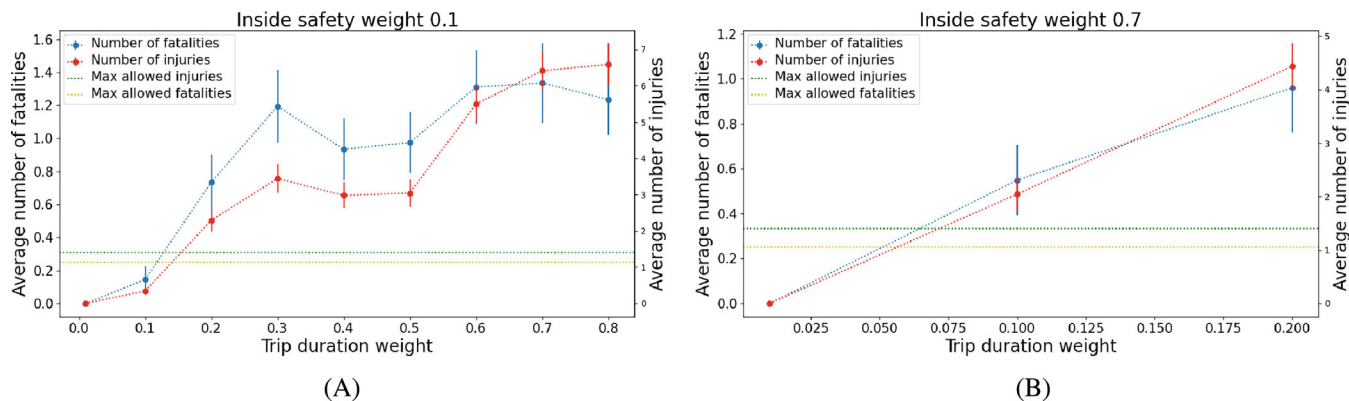 Inside safety weight 0.1
Average number of fatalities
1.6
1.4
1.2
1.0
0.8
0.6
0.4
0.2
0.0
Number of fatalities
Number of injuries
Max allowed injuries
Max allowed fatalities
7
6
5
4
3
2
1
0
Average number of injuries
0.0 0.1 0.2 0.3 0.4 0.5 0.6 0.7 0.8
Trip duration weight
(A)
Inside safety weight 0.7
Average number of fatalities
1.2
1.0
0.8
0.6
0.4
0.2
0.0
Number of fatalities
Number of injuries
Max allowed injuries
Max allowed fatalities
5
4
3
2
1
0
Average number of injuries
0.025 0.050 0.075 0.100 0.125 0.150 0.175 0.200
Trip duration weight
(B)